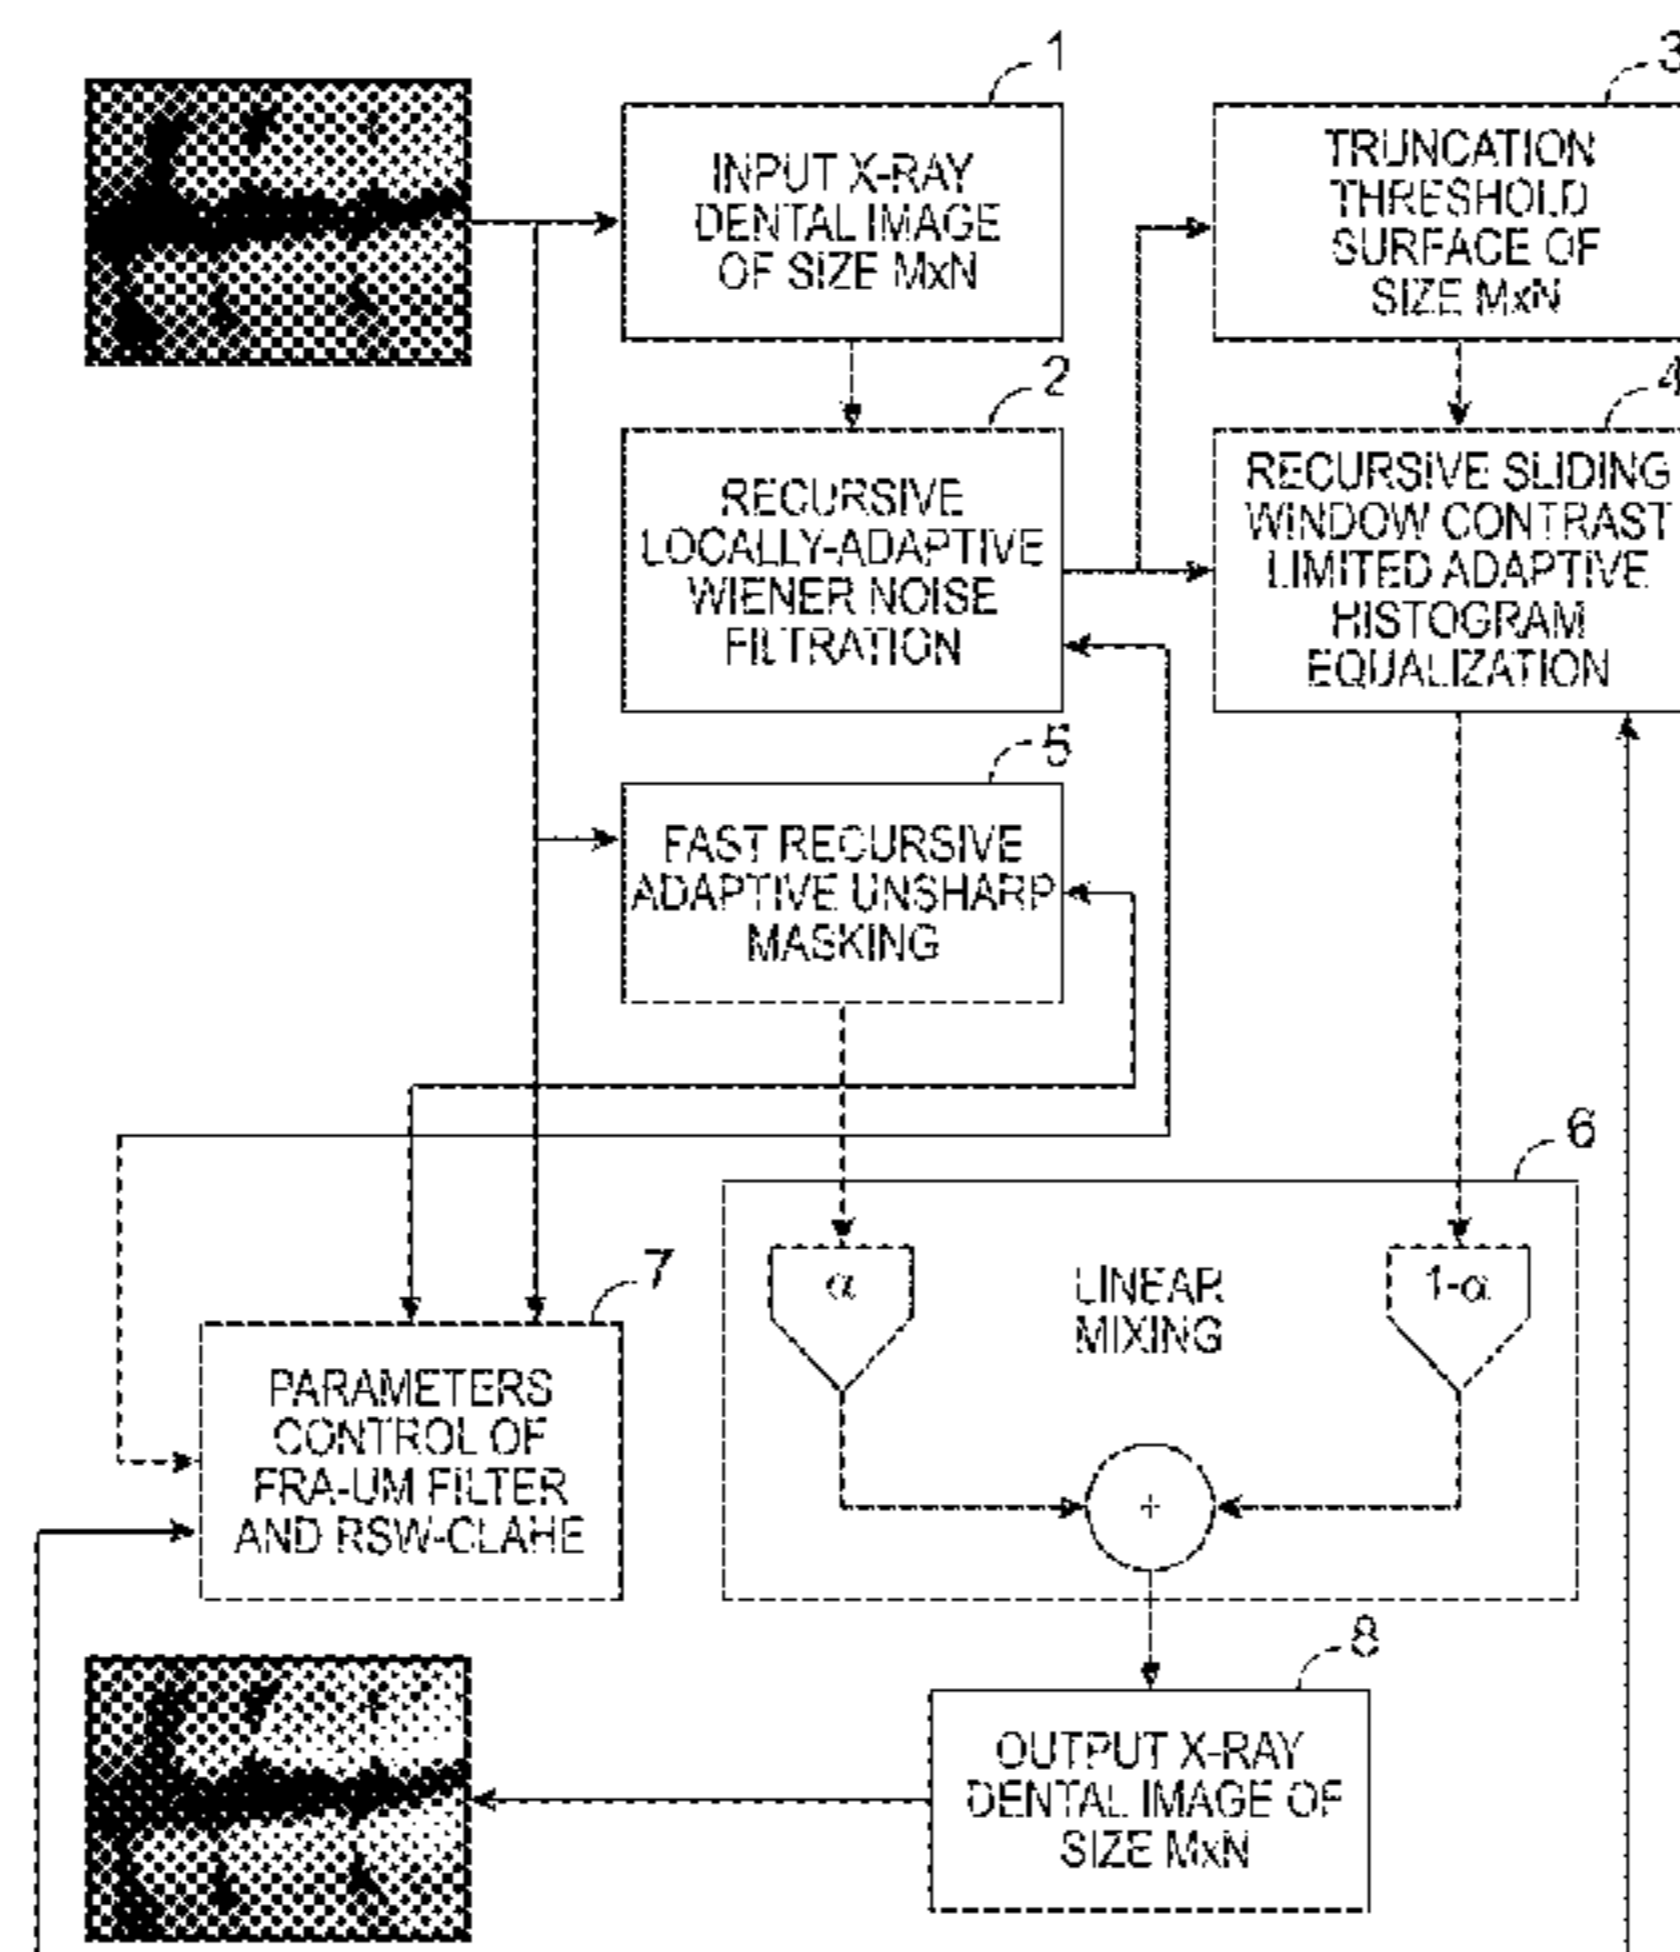 1
INPUT X-RAY
DENTAL IMAGE
OF SIZE MxN
3
TRUNCATION
THRESHOLD
SURFACE OF
SIZE MxN
2
RECURSIVE
LOCALLY-ADAPTIVE
WIENER NOISE
FILTRATION
4
RECURSIVE SLIDING
WINDOW CONTRAST
LIMITED ADAPTIVE
HISTOGRAM
EQUALIZATION
5
FAST RECURSIVE
ADAPTIVE UNSHARP
MASKING
6
α
LINEAR
MIXING
1-α
+
7
PARAMETERS
CONTROL OF
FRA-UM FILTER
AND RSW-CLAHE
8
OUTPUT X-RAY
DENTAL IMAGE OF
SIZE MxN